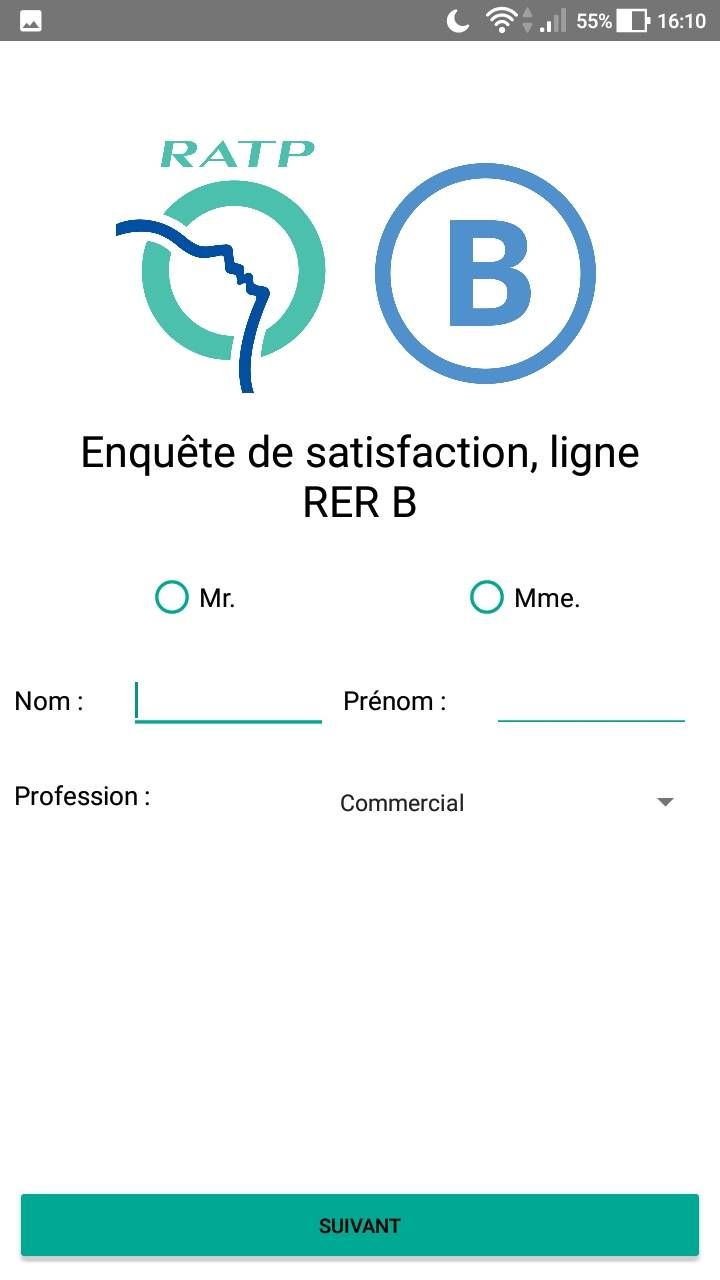 55% 16:10
RATP
B
Enquête de satisfaction, ligne
RER B
Mr. Mme.
Nom : Prénom :
Profession : Commercial
SUIVANT